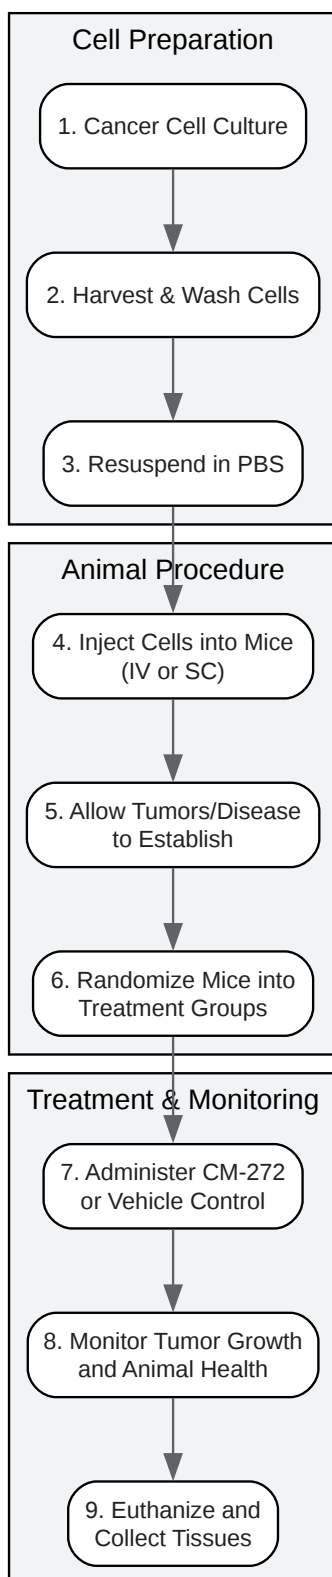 Cell Preparation
1. Cancer Cell Culture
2. Harvest & Wash Cells
3. Resuspend in PBS
Animal Procedure
4. Inject Cells into Mice
(IV or SC)
5. Allow Tumors/Disease
to Establish
6. Randomize Mice into
Treatment Groups
Treatment & Monitoring
7. Administer CM-272
or Vehicle Control
8. Monitor Tumor Growth
and Animal Health
9. Euthanize and
Collect Tissues